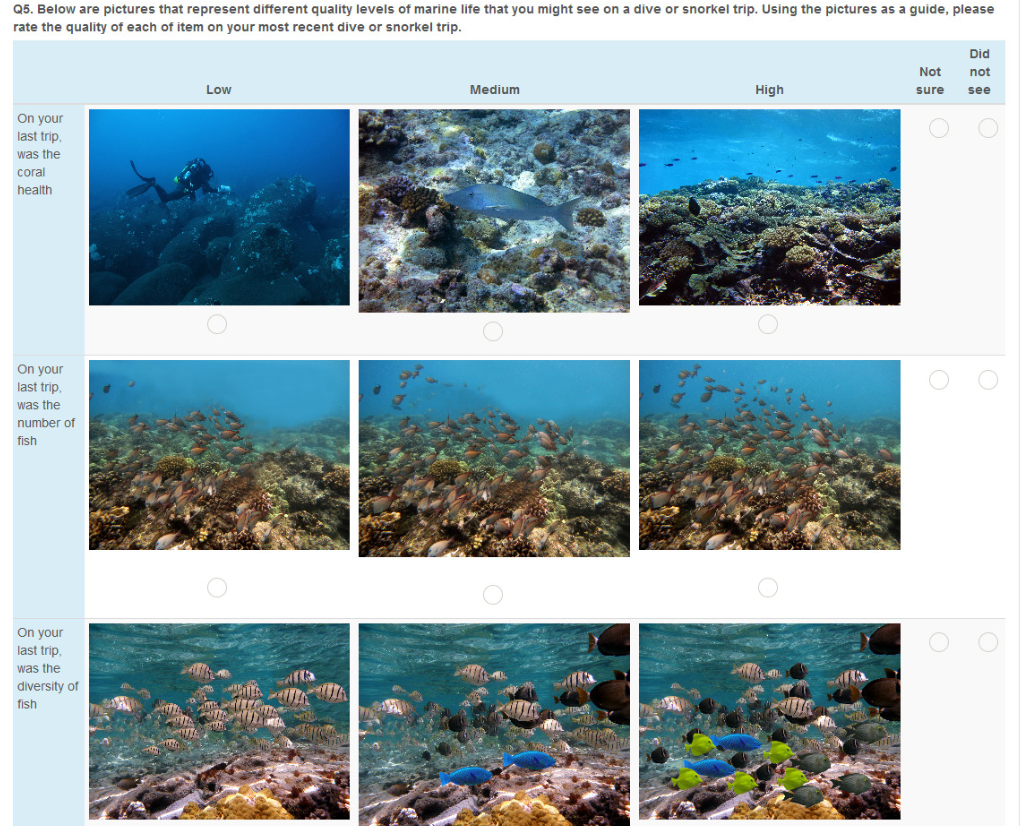 Q5. Below are pictures that represent different quality levels of marine life that you might see on a dive or snorkel trip. Using the pictures as a guide, please
rate the quality of each of item on your most recent dive or snorkel trip.
Low
Medium
High
Not
sure
Did
not
see
On your
last trip,
was the
coral
health
On your
last trip,
was the
number of
fish
On your
last trip,
was the
diversity of
fish